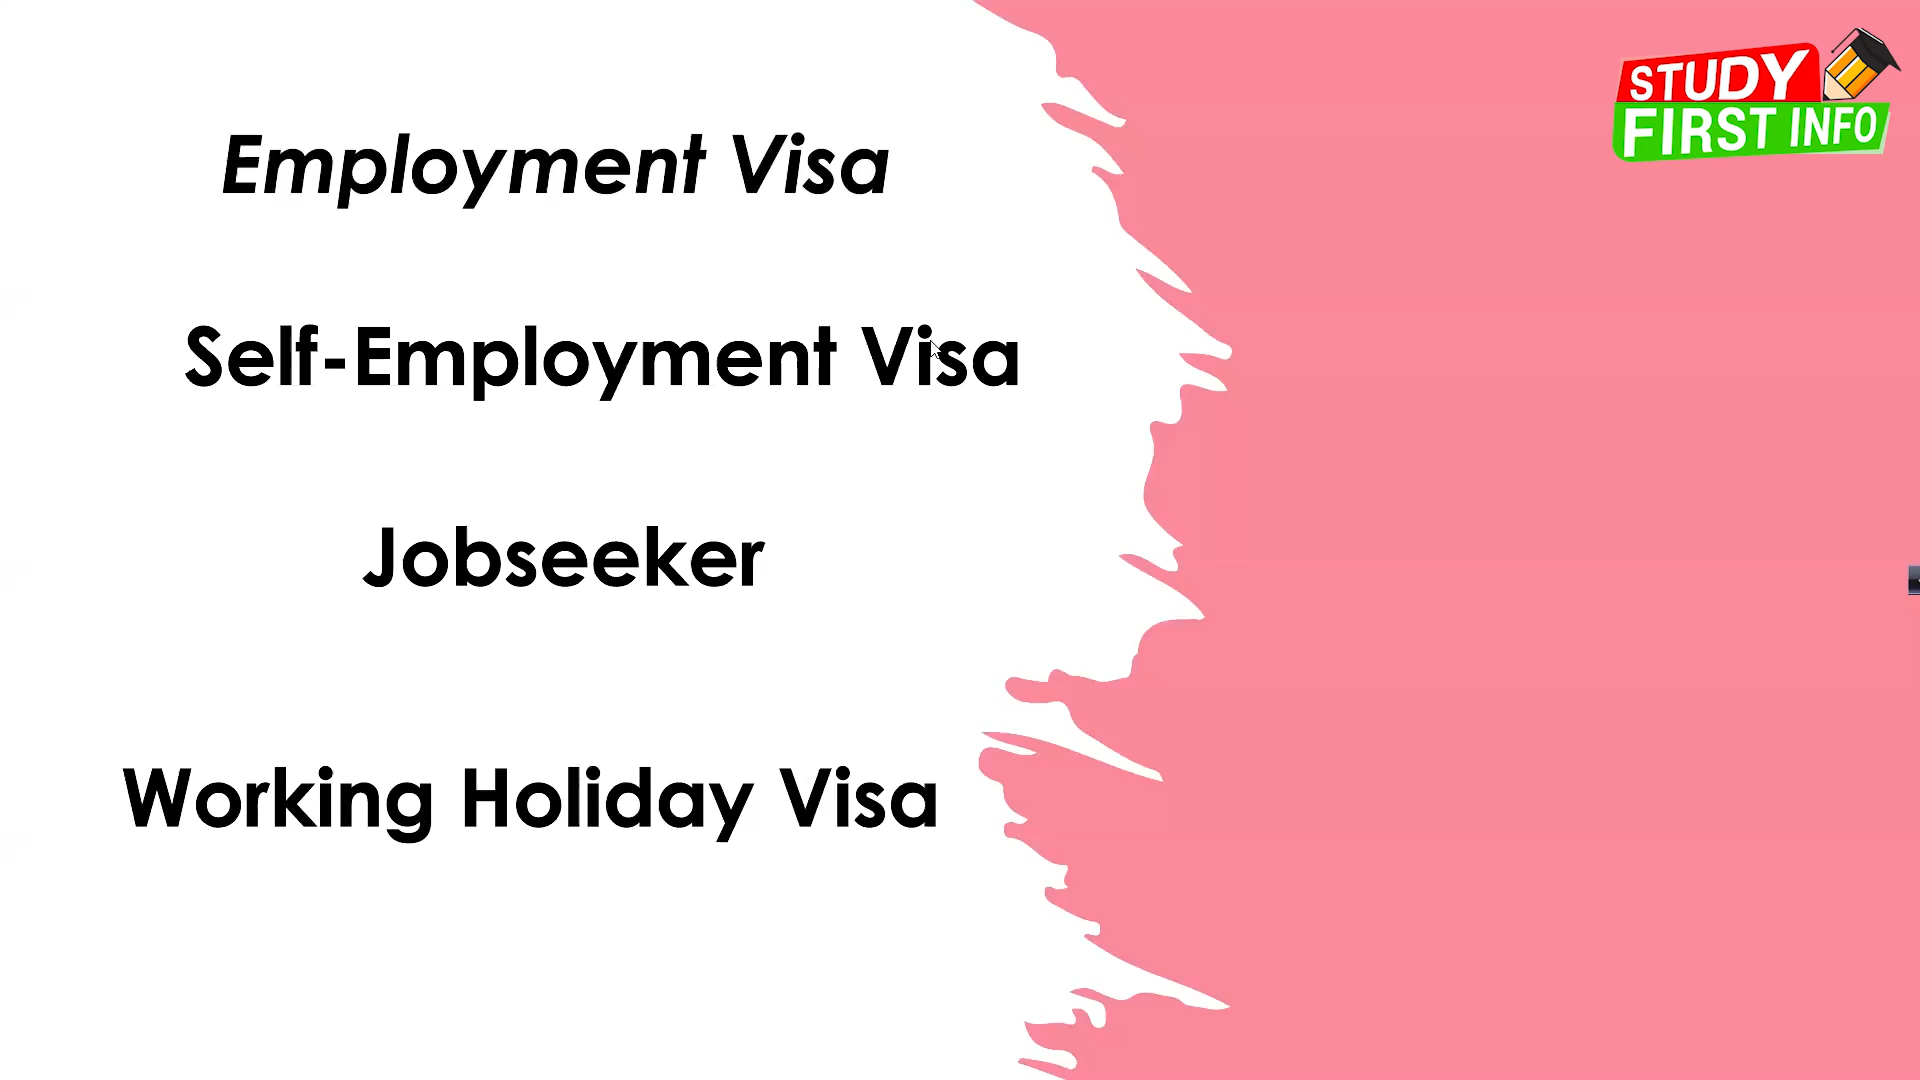 STUDY
FIRST INFO
Employment Visa
Self-Employment Visa
Jobseeker
Working Holiday Visa